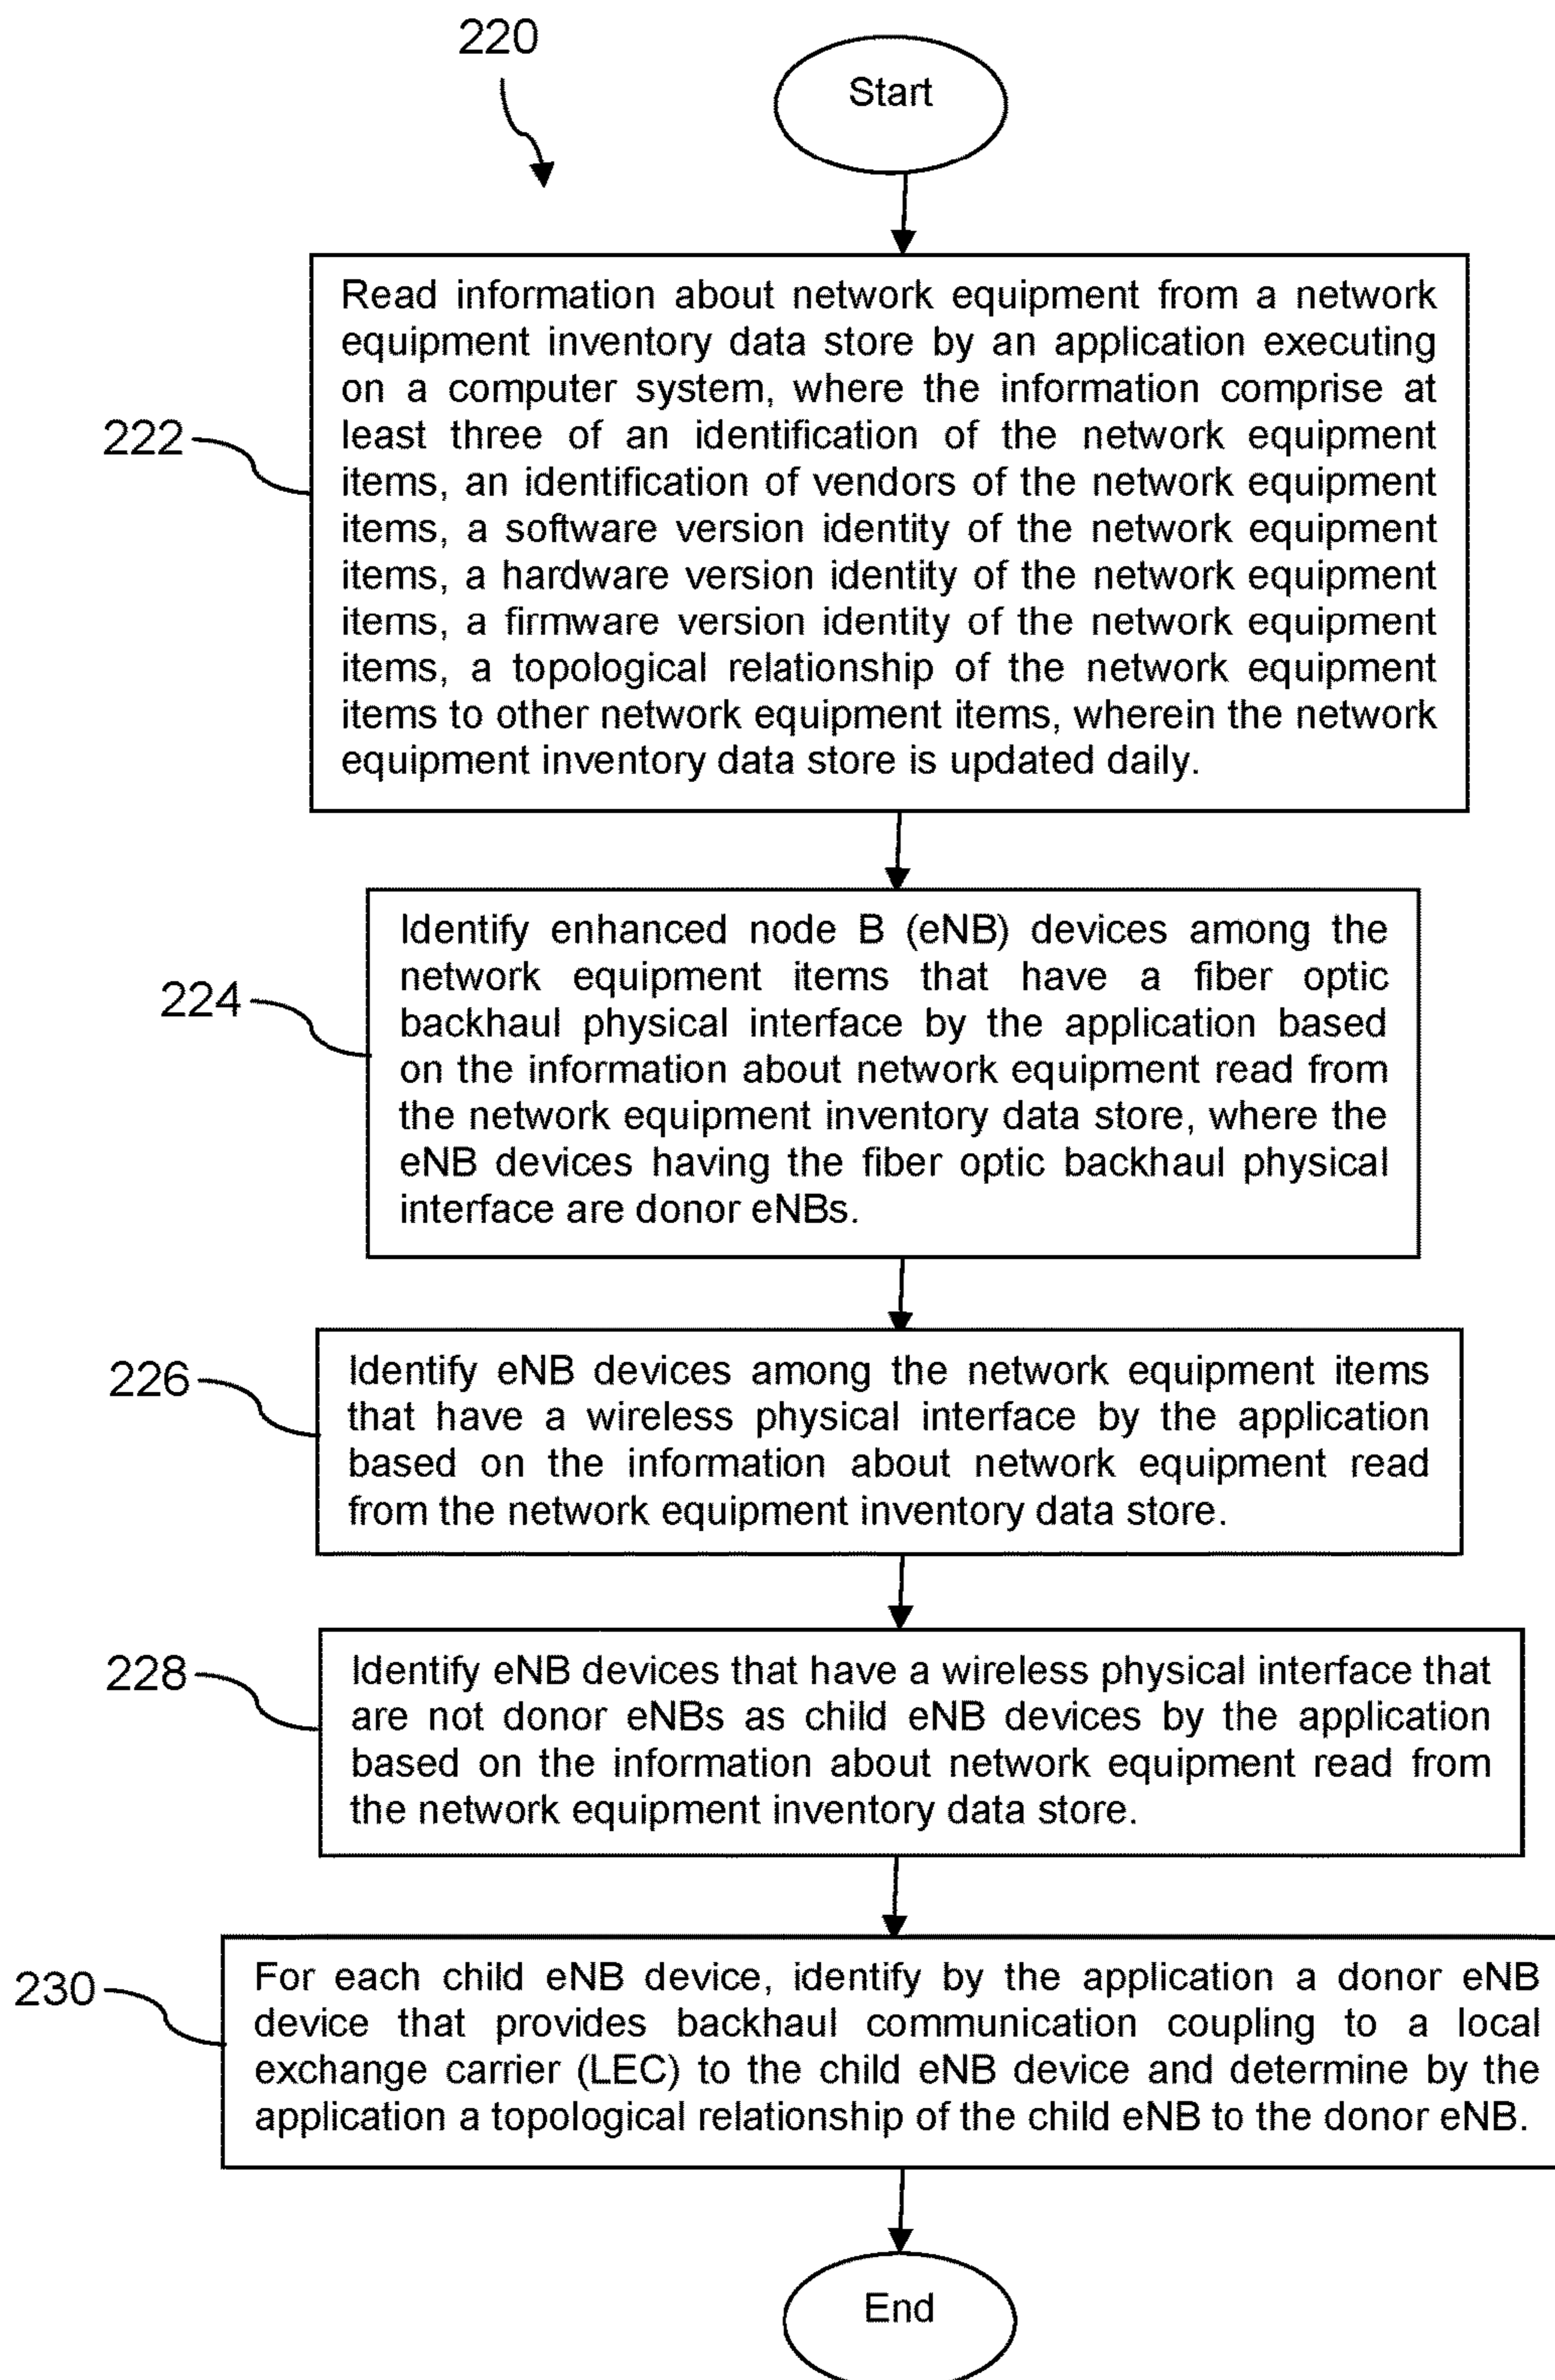 220
Start
Read information about network equipment from a network
equipment inventory data store by an application executing
on a computer system, where the information comprise at
least three of an identification of the network equipment
items, an identification of vendors of the network equipment
items, a software version identity of the network equipment
items, a hardware version identity of the network equipment
items, a firmware version identity of the network equipment
items, a topological relationship of the network equipment
items to other network equipment items, wherein the network
equipment inventory data store is updated daily.
222
Identify enhanced node B (eNB) devices among the
network equipment items that have a fiber optic
backhaul physical interface by the application based
on the information about network equipment read from
the network equipment inventory data store, where the
eNB devices having the fiber optic backhaul physical
interface are donor eNBs.
224
Identify eNB devices among the network equipment items
that have a wireless physical interface by the application
based on the information about network equipment read
from the network equipment inventory data store.
226
Identify eNB devices that have a wireless physical interface that
are not donor eNBs as child eNB devices by the application
based on the information about network equipment read from
the network equipment inventory data store.
228
For each child eNB device, identify by the application a donor eNB
device that provides backhaul communication coupling to a local
exchange carrier (LEC) to the child eNB device and determine by the
application a topological relationship of the child eNB to the donor eNB.
230
End